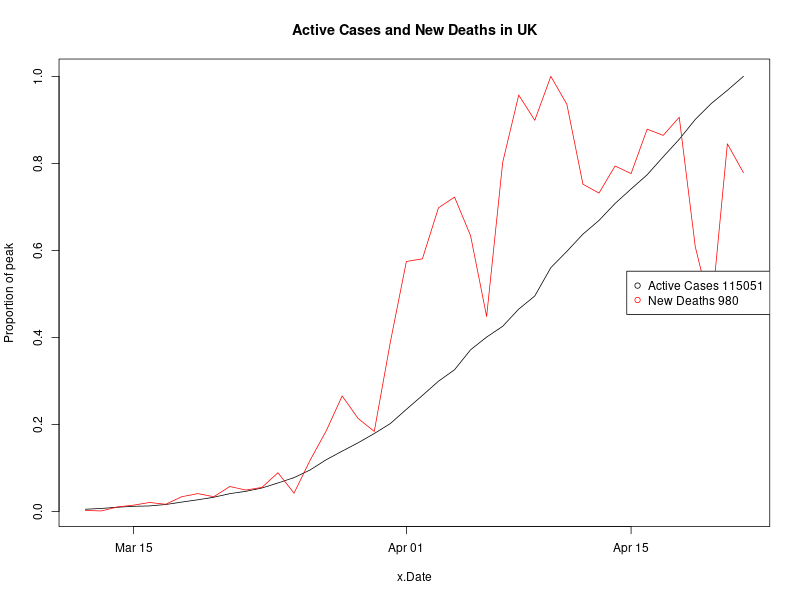 Active Cases and New Deaths in UK
Proportion of peak
1.0
0.8
0.6
0.4
0.2
0.0
Active Cases 115051
New Deaths 980
Mar 15
Apr 01
Apr 15
x.Date